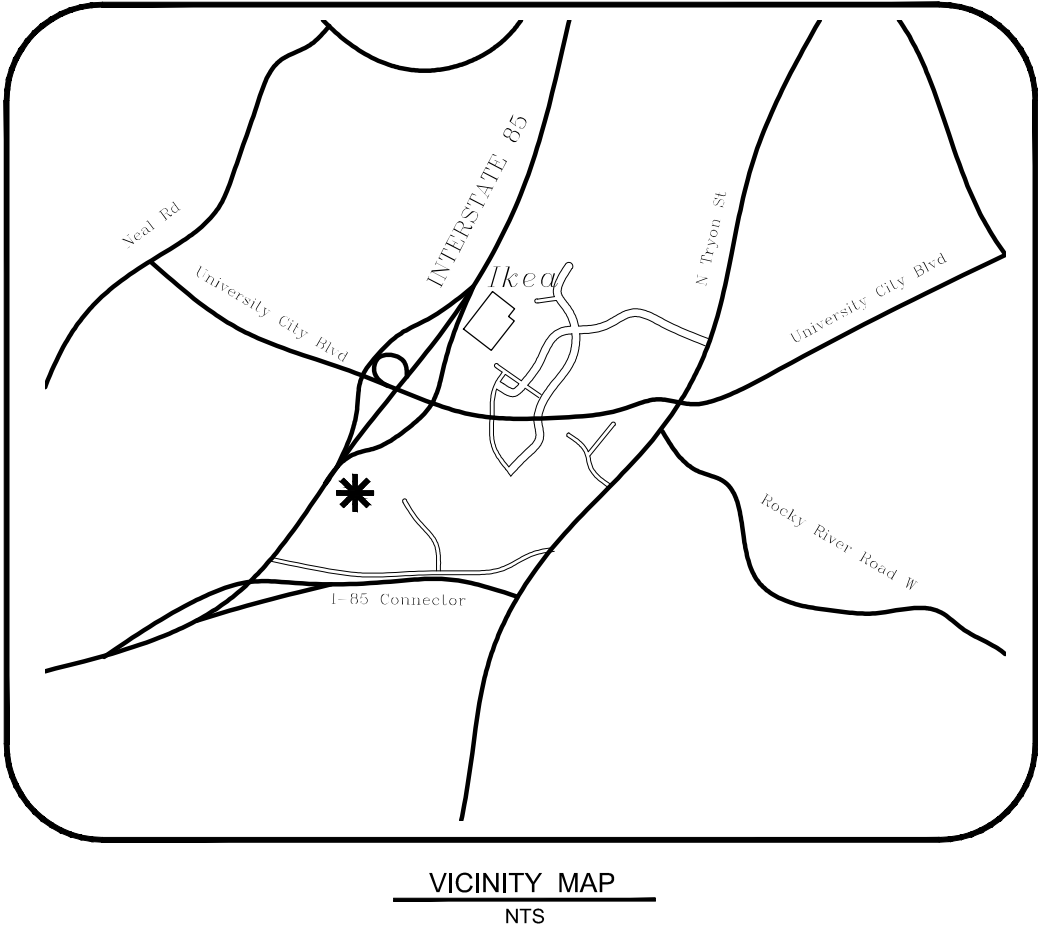 INTERSTATE 85
Neal Rd
N Tryon St
University City Blvd
Ikea
University City Blvd
Rocky River Road W
I-85 Connector
VICINITY MAP
NTS